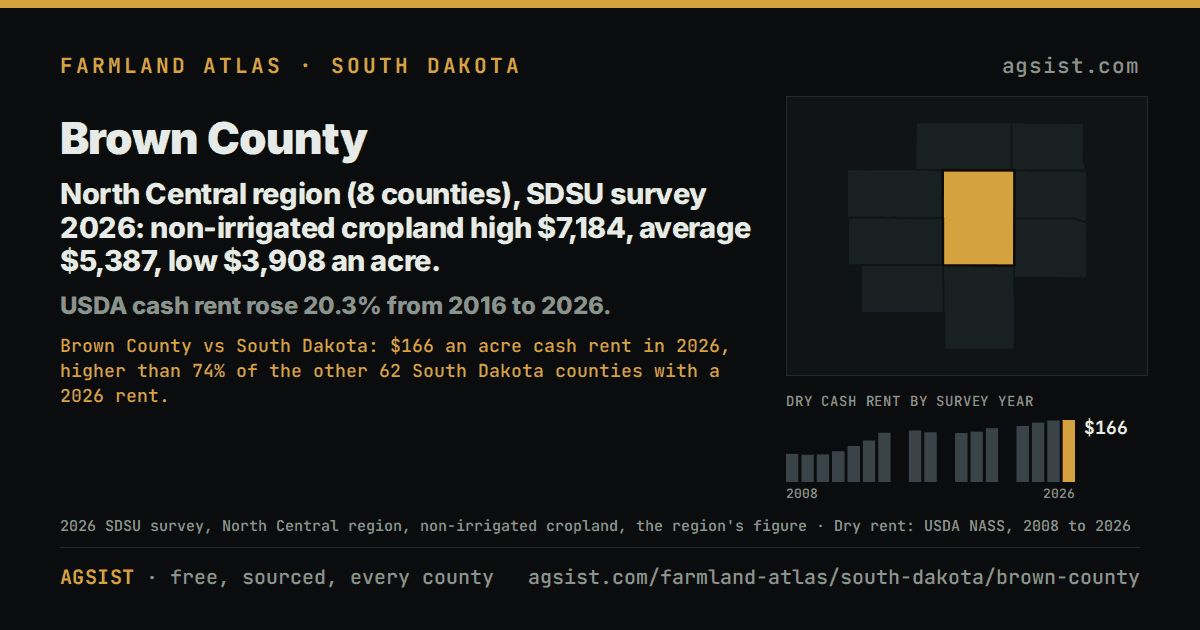 FARMLAND ATLAS · SOUTH DAKOTA
agsist.com
Brown County
North Central region (8 counties), SDSU survey
2026: non-irrigated cropland high $7,184, average
$5,387, low $3,908 an acre.
USDA cash rent rose 20.3% from 2016 to 2026.
Brown County vs South Dakota: $166 an acre cash rent in 2026,
higher than 74% of the other 62 South Dakota counties with a
2026 rent.
DRY CASH RENT BY SURVEY YEAR
$166
2008
2026
2026 SDSU survey, North Central region, non-irrigated cropland, the region's figure · Dry rent: USDA NASS, 2008 to 2026
AGSIST · free, sourced, every county
agsist.com/farmland-atlas/south-dakota/brown-county